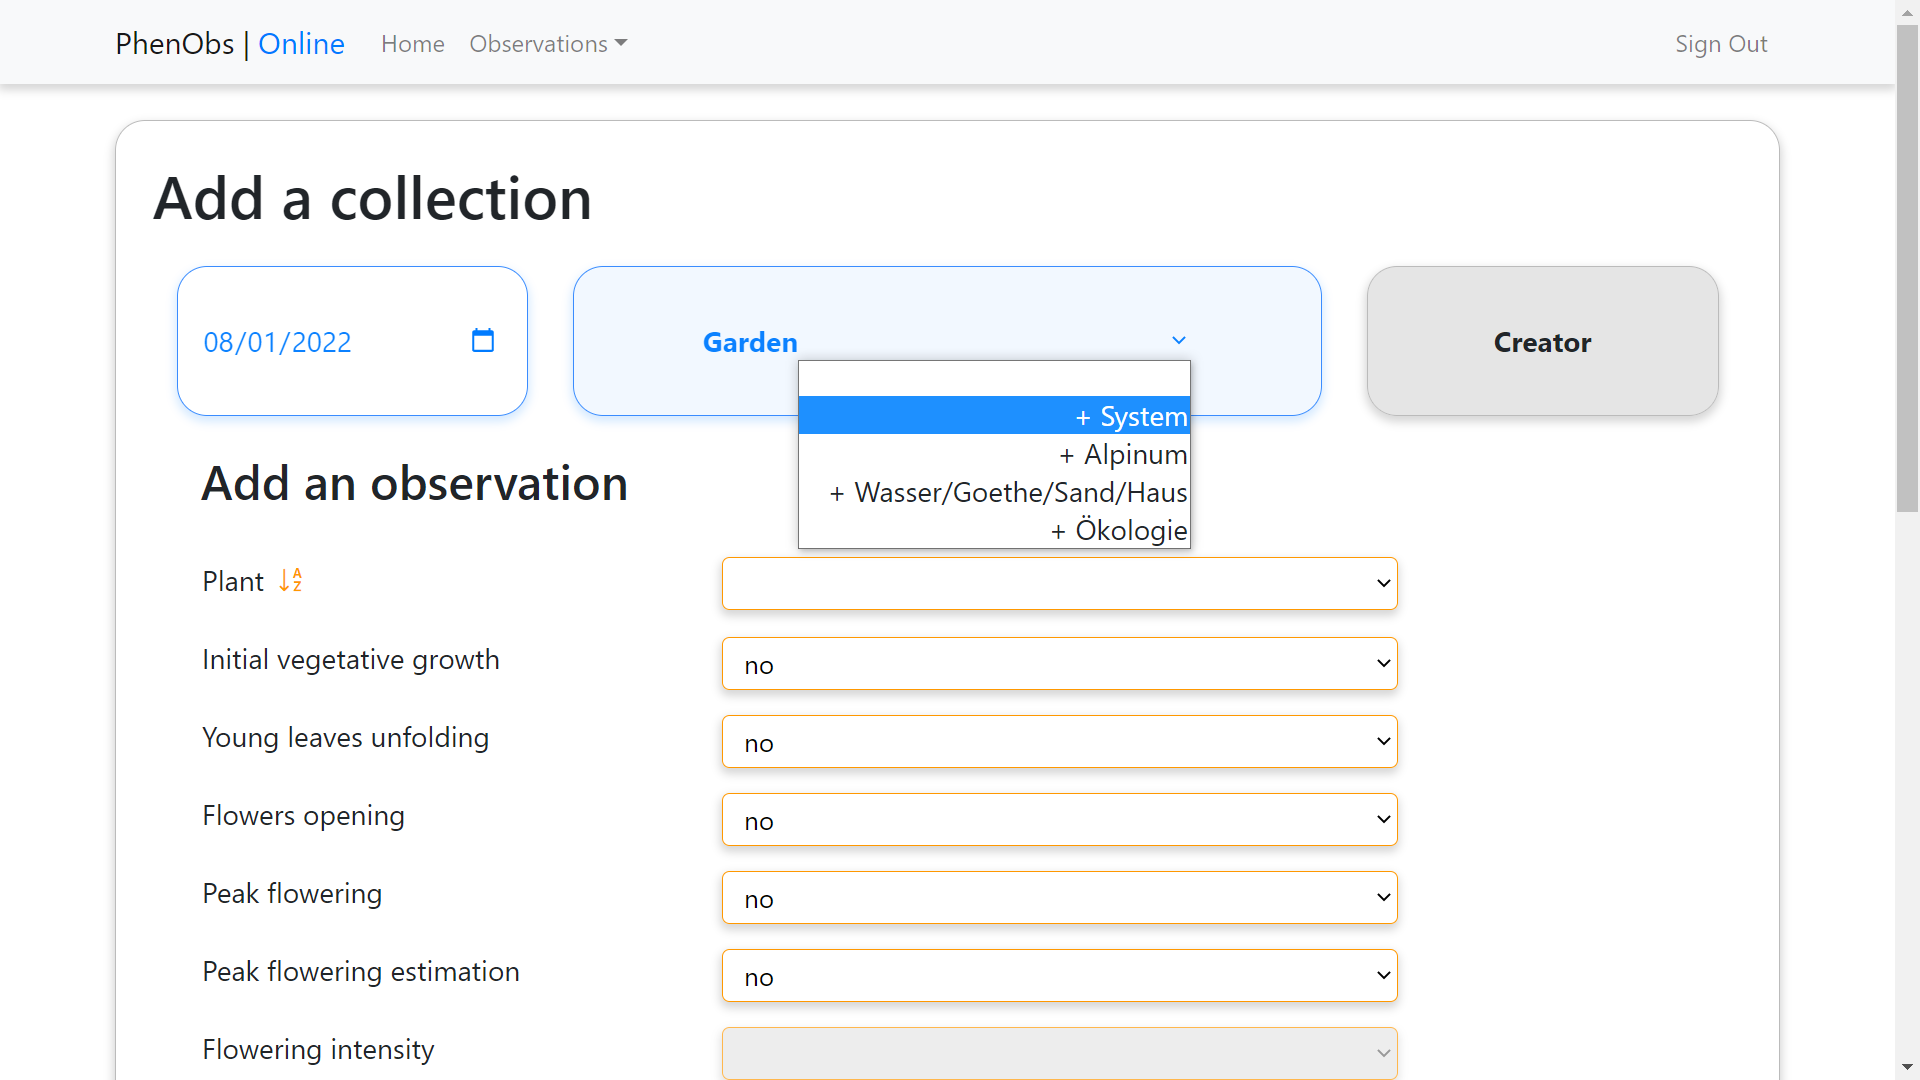 PhenObs | Online Home Observations Sign Out
Add a collection
08/01/2022 Garden Creator
+ System
+ Alpinum
+ Wasser/Goethe/Sand/Haus
+ Ökologie
Add an observation
Plant
Initial vegetative growth no
Young leaves unfolding no
Flowers opening no
Peak flowering no
Peak flowering estimation no
Flowering intensity